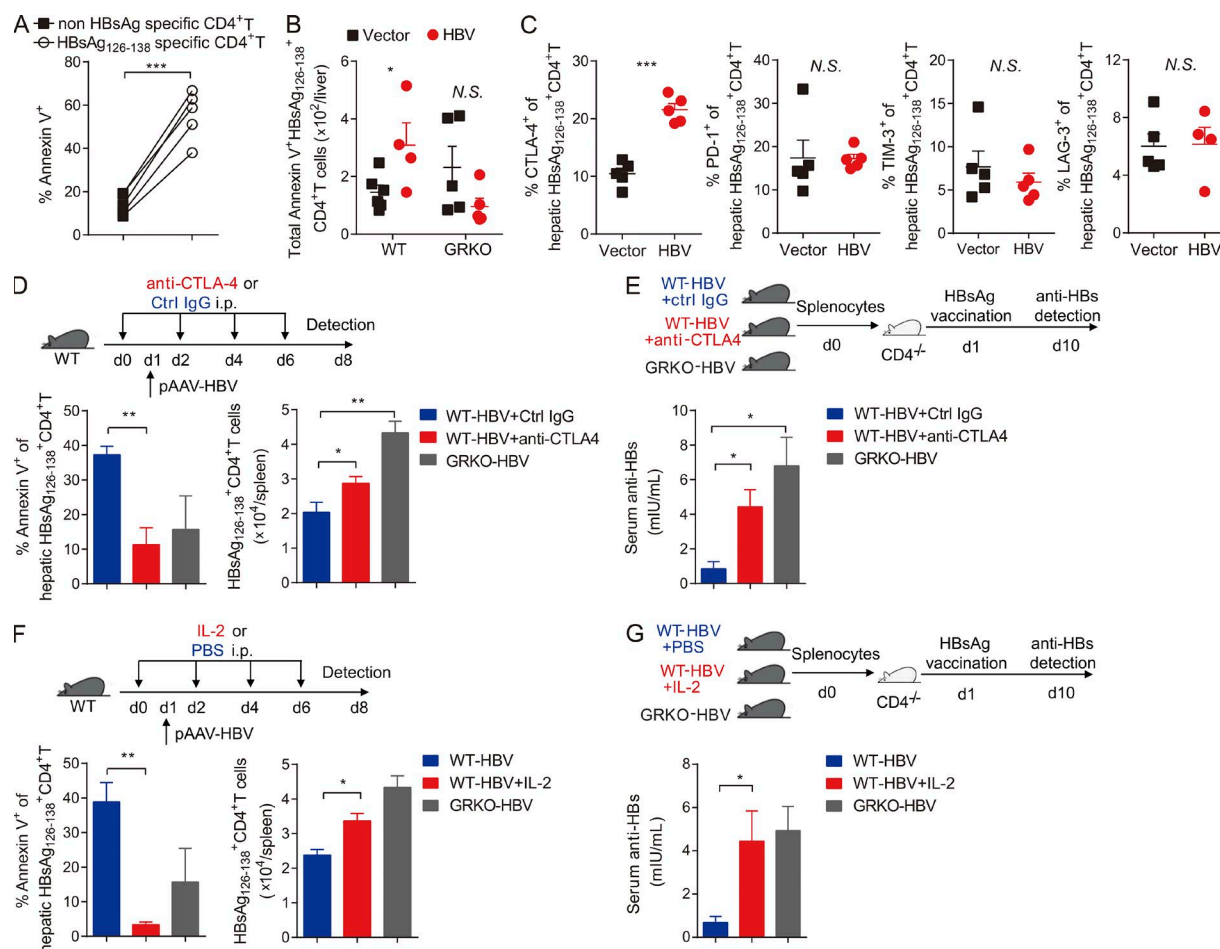 A
non HBsAg specific CD4+T
HBsAg126-138 specific CD4+T
***
% Annexin V+
80
60
40
20
0
B
Vector HBV
Total Annexin V+HBsAg126-138+
CD4+T cells (×10²/liver)
6
4
2
0
*
N.S.
WT GRKO
C
% CTLA-4+ of
hepatic HBsAg126-138+CD4+T
30
20
10
0
***
Vector HBV
% PD-1+ of
hepatic HBsAg126-138+CD4+T
40
30
20
10
0
N.S.
Vector HBV
% TIM-3+ of
hepatic HBsAg126-138+CD4+T
20
15
10
5
0
N.S.
Vector HBV
% LAG-3+ of
hepatic HBsAg126-138+CD4+T
12
10
8
6
4
2
0
N.S.
Vector HBV
D
anti-CTLA-4 or
Ctrl IgG i.p.
Detection
WT
d0 d1 d2 d4 d6 d8
pAAV-HBV
% Annexin V+ of
hepatic HBsAg126-138+CD4+T
50
40
30
20
10
0
**
HBsAg126-138+CD4+T cells
(×10⁴/spleen)
5
4
3
2
1
0
**
*
WT-HBV+Ctrl IgG
WT-HBV+anti-CTLA4
GRKO-HBV
E
WT-HBV
+ctrl IgG
WT-HBV
+anti-CTLA4
GRKO-HBV
Splenocytes
d0
CD4-/-
HBsAg
vaccination
d1
anti-HBs
detection
d10
Serum anti-HBs
(mIU/mL)
10
8
6
4
2
0
*
*
WT-HBV+Ctrl IgG
WT-HBV+anti-CTLA4
GRKO-HBV
F
IL-2 or
PBS i.p.
Detection
WT
d0 d1 d2 d4 d6 d8
pAAV-HBV
% Annexin V+ of
hepatic HBsAg126-138+CD4+T
50
40
30
20
10
0
**
HBsAg126-138+CD4+T cells
(×10⁴/spleen)
5
4
3
2
1
0
*
WT-HBV
WT-HBV+IL-2
GRKO-HBV
G
WT-HBV
+PBS
WT-HBV
+IL-2
GRKO-HBV
Splenocytes
d0
CD4-/-
HBsAg
vaccination
d1
anti-HBs
detection
d10
Serum anti-HBs
(mIU/mL)
8
6
4
2
0
*
WT-HBV
WT-HBV+IL-2
GRKO-HBV